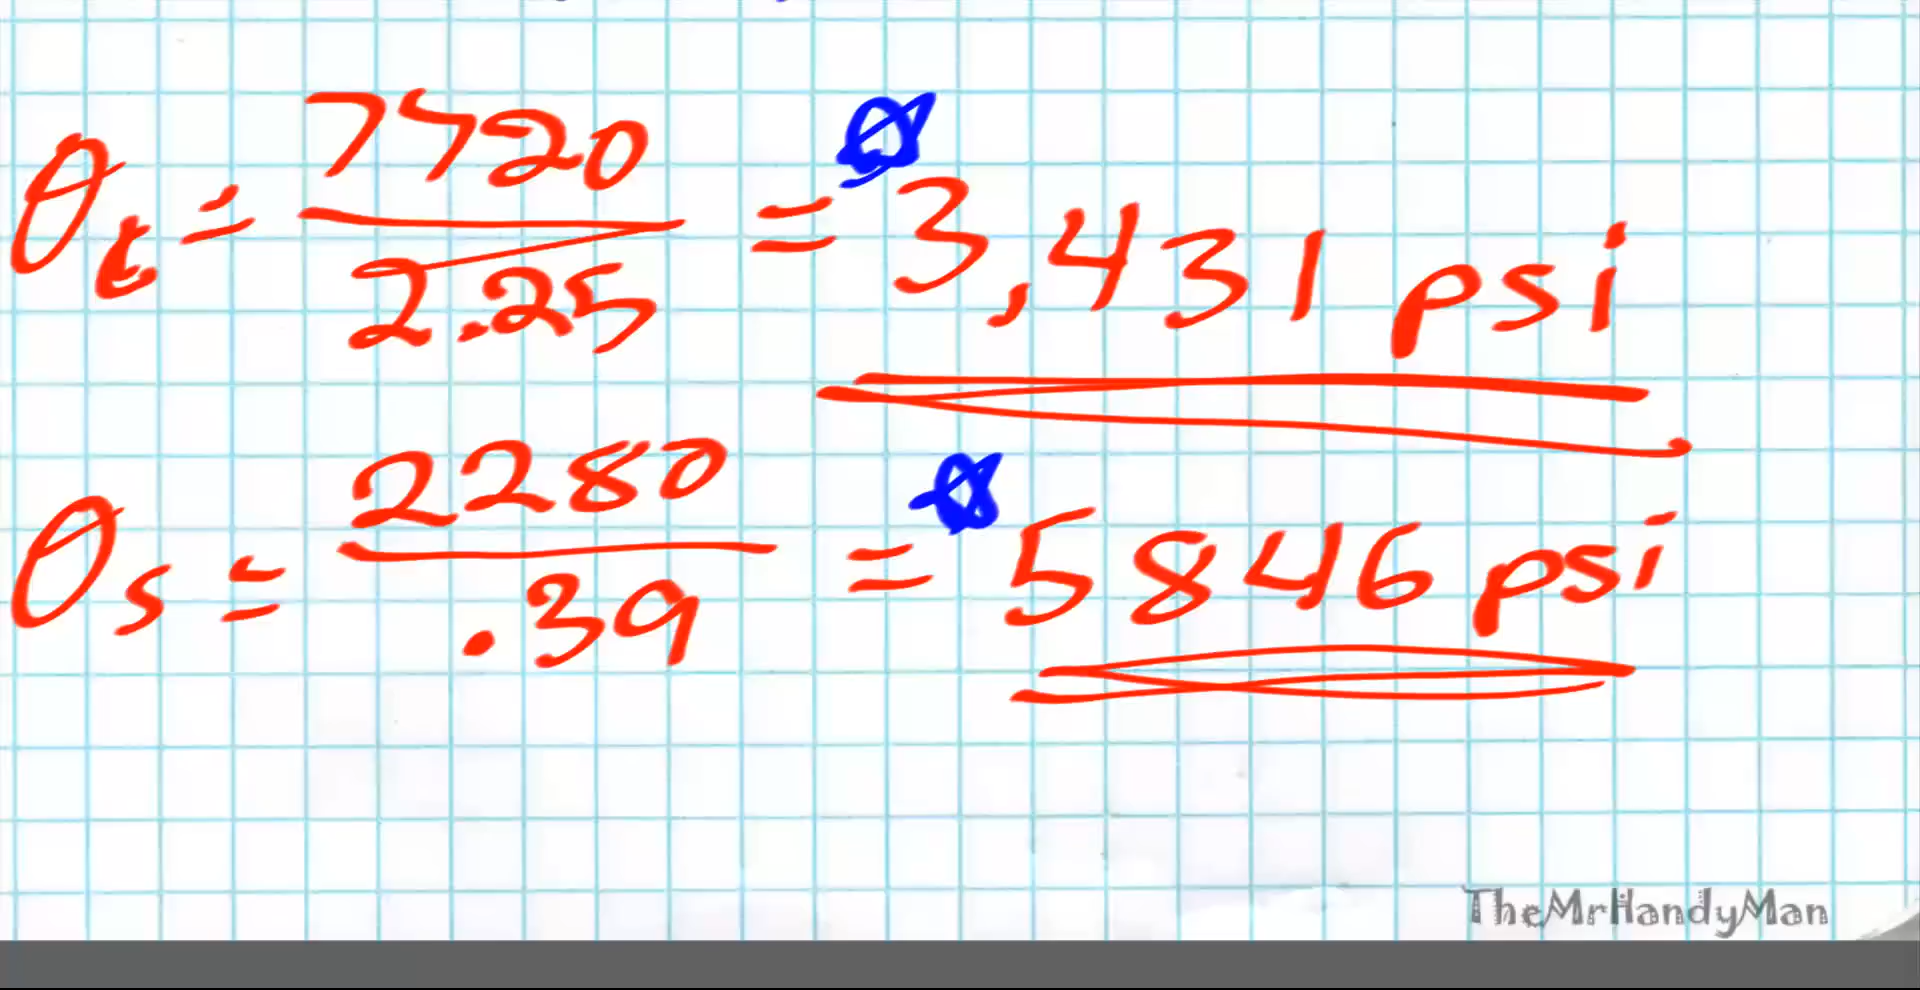 θt = 7720 / 2.25 = 3,431 psi
θs = 2280 / .39 = 5846 psi
TheMrHandyMan